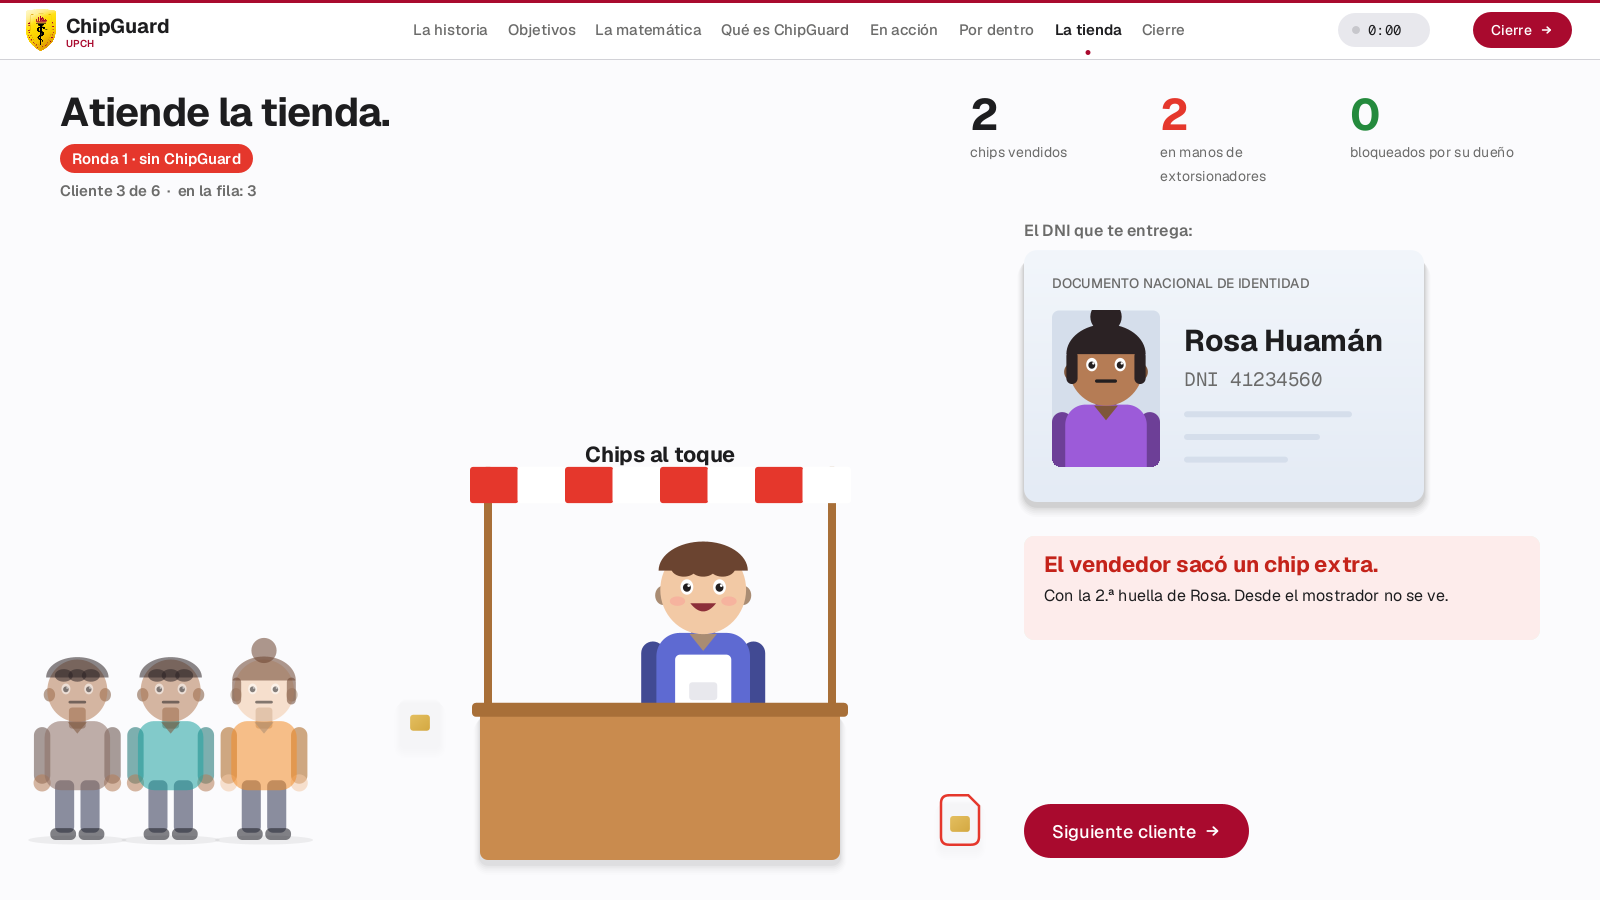 ChipGuard
UPCH
La historia
Objetivos
La matemática
Qué es ChipGuard
En acción
Por dentro
La tienda
Cierre
0:00
Cierre →
Atiende la tienda.
Ronda 1 · sin ChipGuard
Cliente 3 de 6 · en la fila: 3
2
chips vendidos
2
en manos de
extorsionadores
0
bloqueados por su dueño
El DNI que te entrega:
DOCUMENTO NACIONAL DE IDENTIDAD
Rosa Huamán
DNI 41234560
Chips al toque
El vendedor sacó un chip extra.
Con la 2.ª huella de Rosa. Desde el mostrador no se ve.
Siguiente cliente →